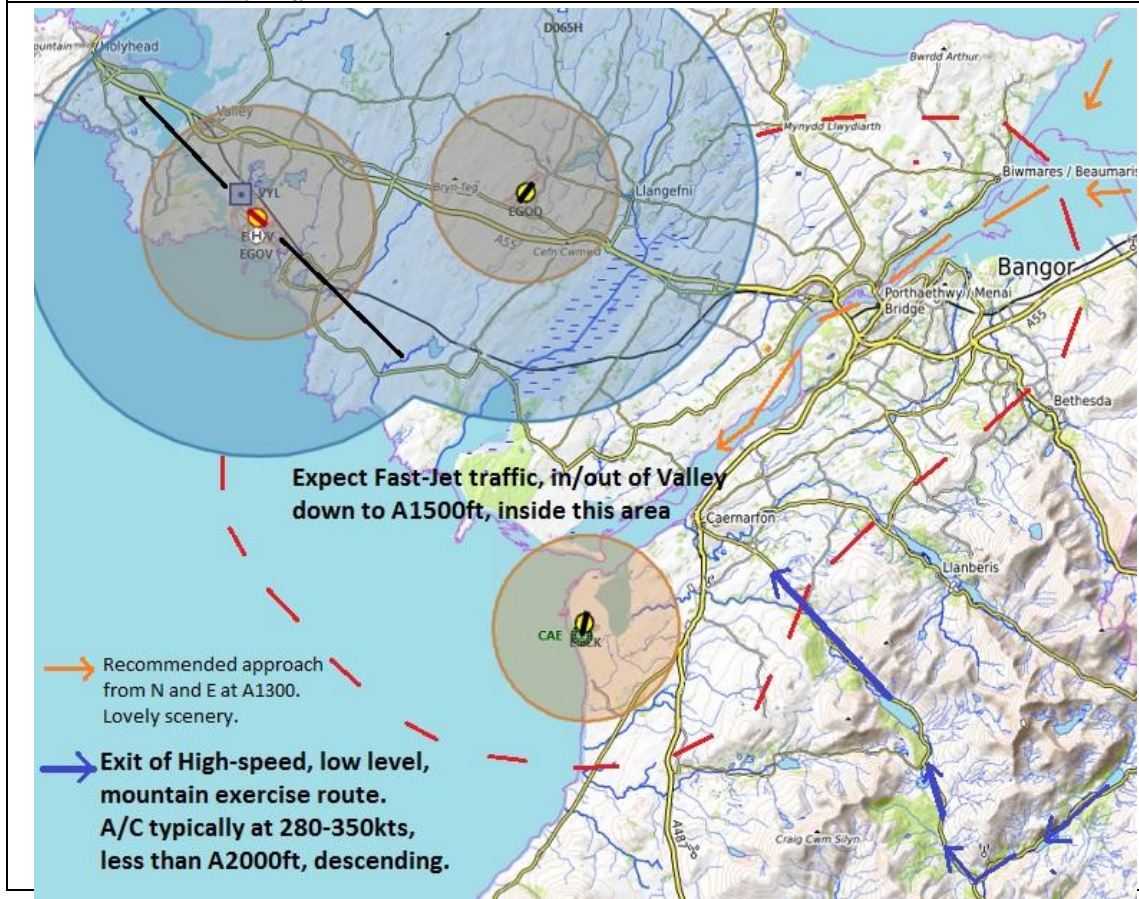 D065H
Holyhead
Bwrdd Arthur
Valley
Mynydd Llwydiarth
Biwmares / Beaumaris
VYL
Bryn-Teg
EGOQ
Llangefni
A55
Cefn Cwmed
EGOV
Bangor
Porthaethwy / Menai
Bridge
A55
Bethesda
Expect Fast-Jet traffic, in/out of Valley
down to A1500ft, inside this area
Caernarfon
Llanberis
CAE
Recommended approach
from N and E at A1300.
Lovely scenery.
Exit of High-speed, low level,
mountain exercise route.
A/C typically at 280-350kts,
less than A2000ft, descending.
A487
Craig Cwm Silyn